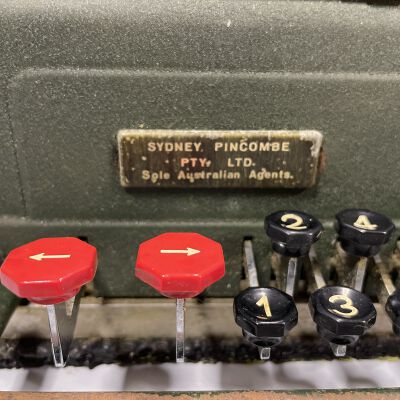 SYDNEY PINCOMBE
PTY. LTD.
Sole Australian Agents.
← →
2 4
1 3